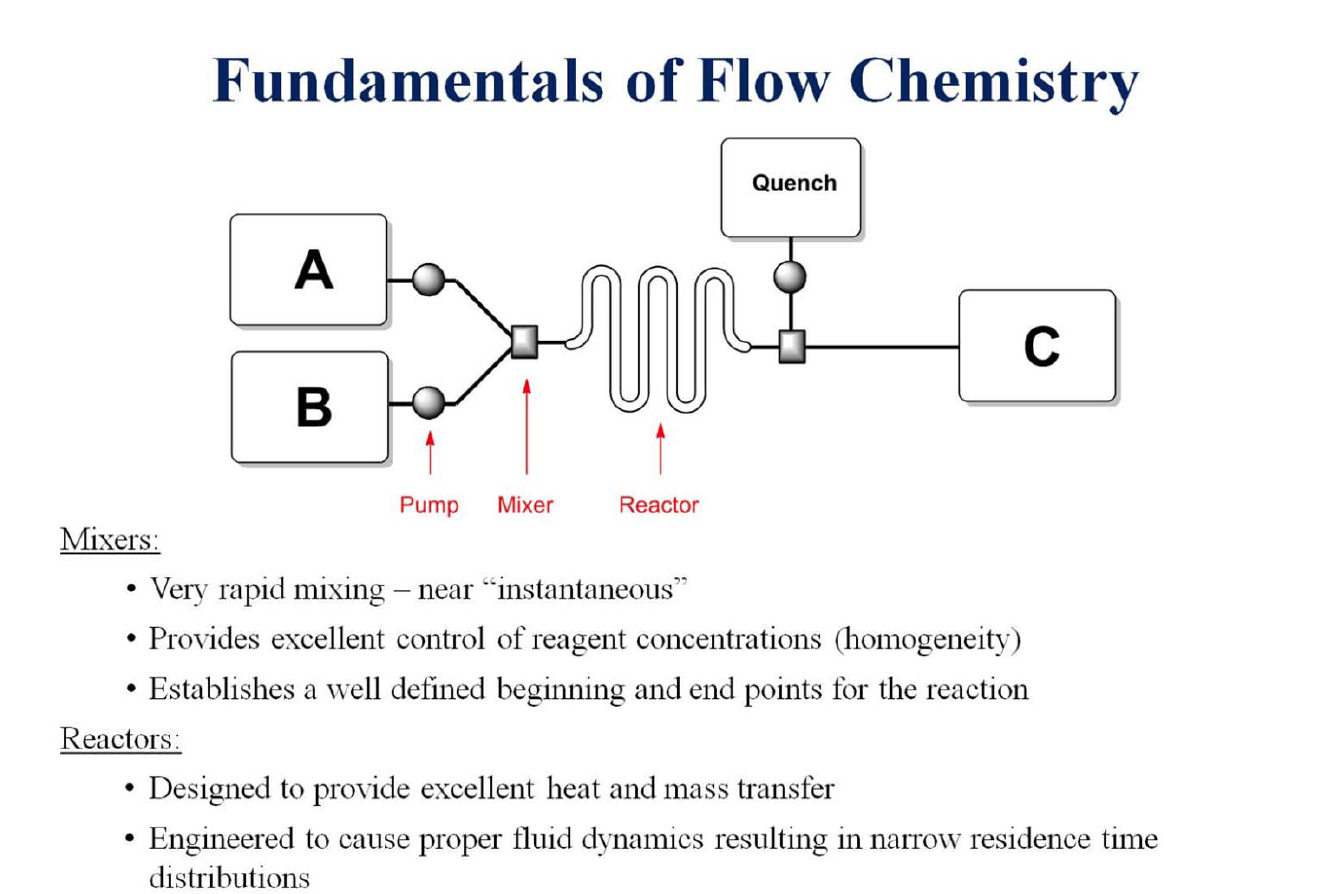 Fundamentals of Flow Chemistry
Quench
A
B
C
Pump Mixer Reactor
Mixers:
• Very rapid mixing – near “instantaneous”
• Provides excellent control of reagent concentrations (homogeneity)
• Establishes a well defined beginning and end points for the reaction
Reactors:
• Designed to provide excellent heat and mass transfer
• Engineered to cause proper fluid dynamics resulting in narrow residence time
distributions